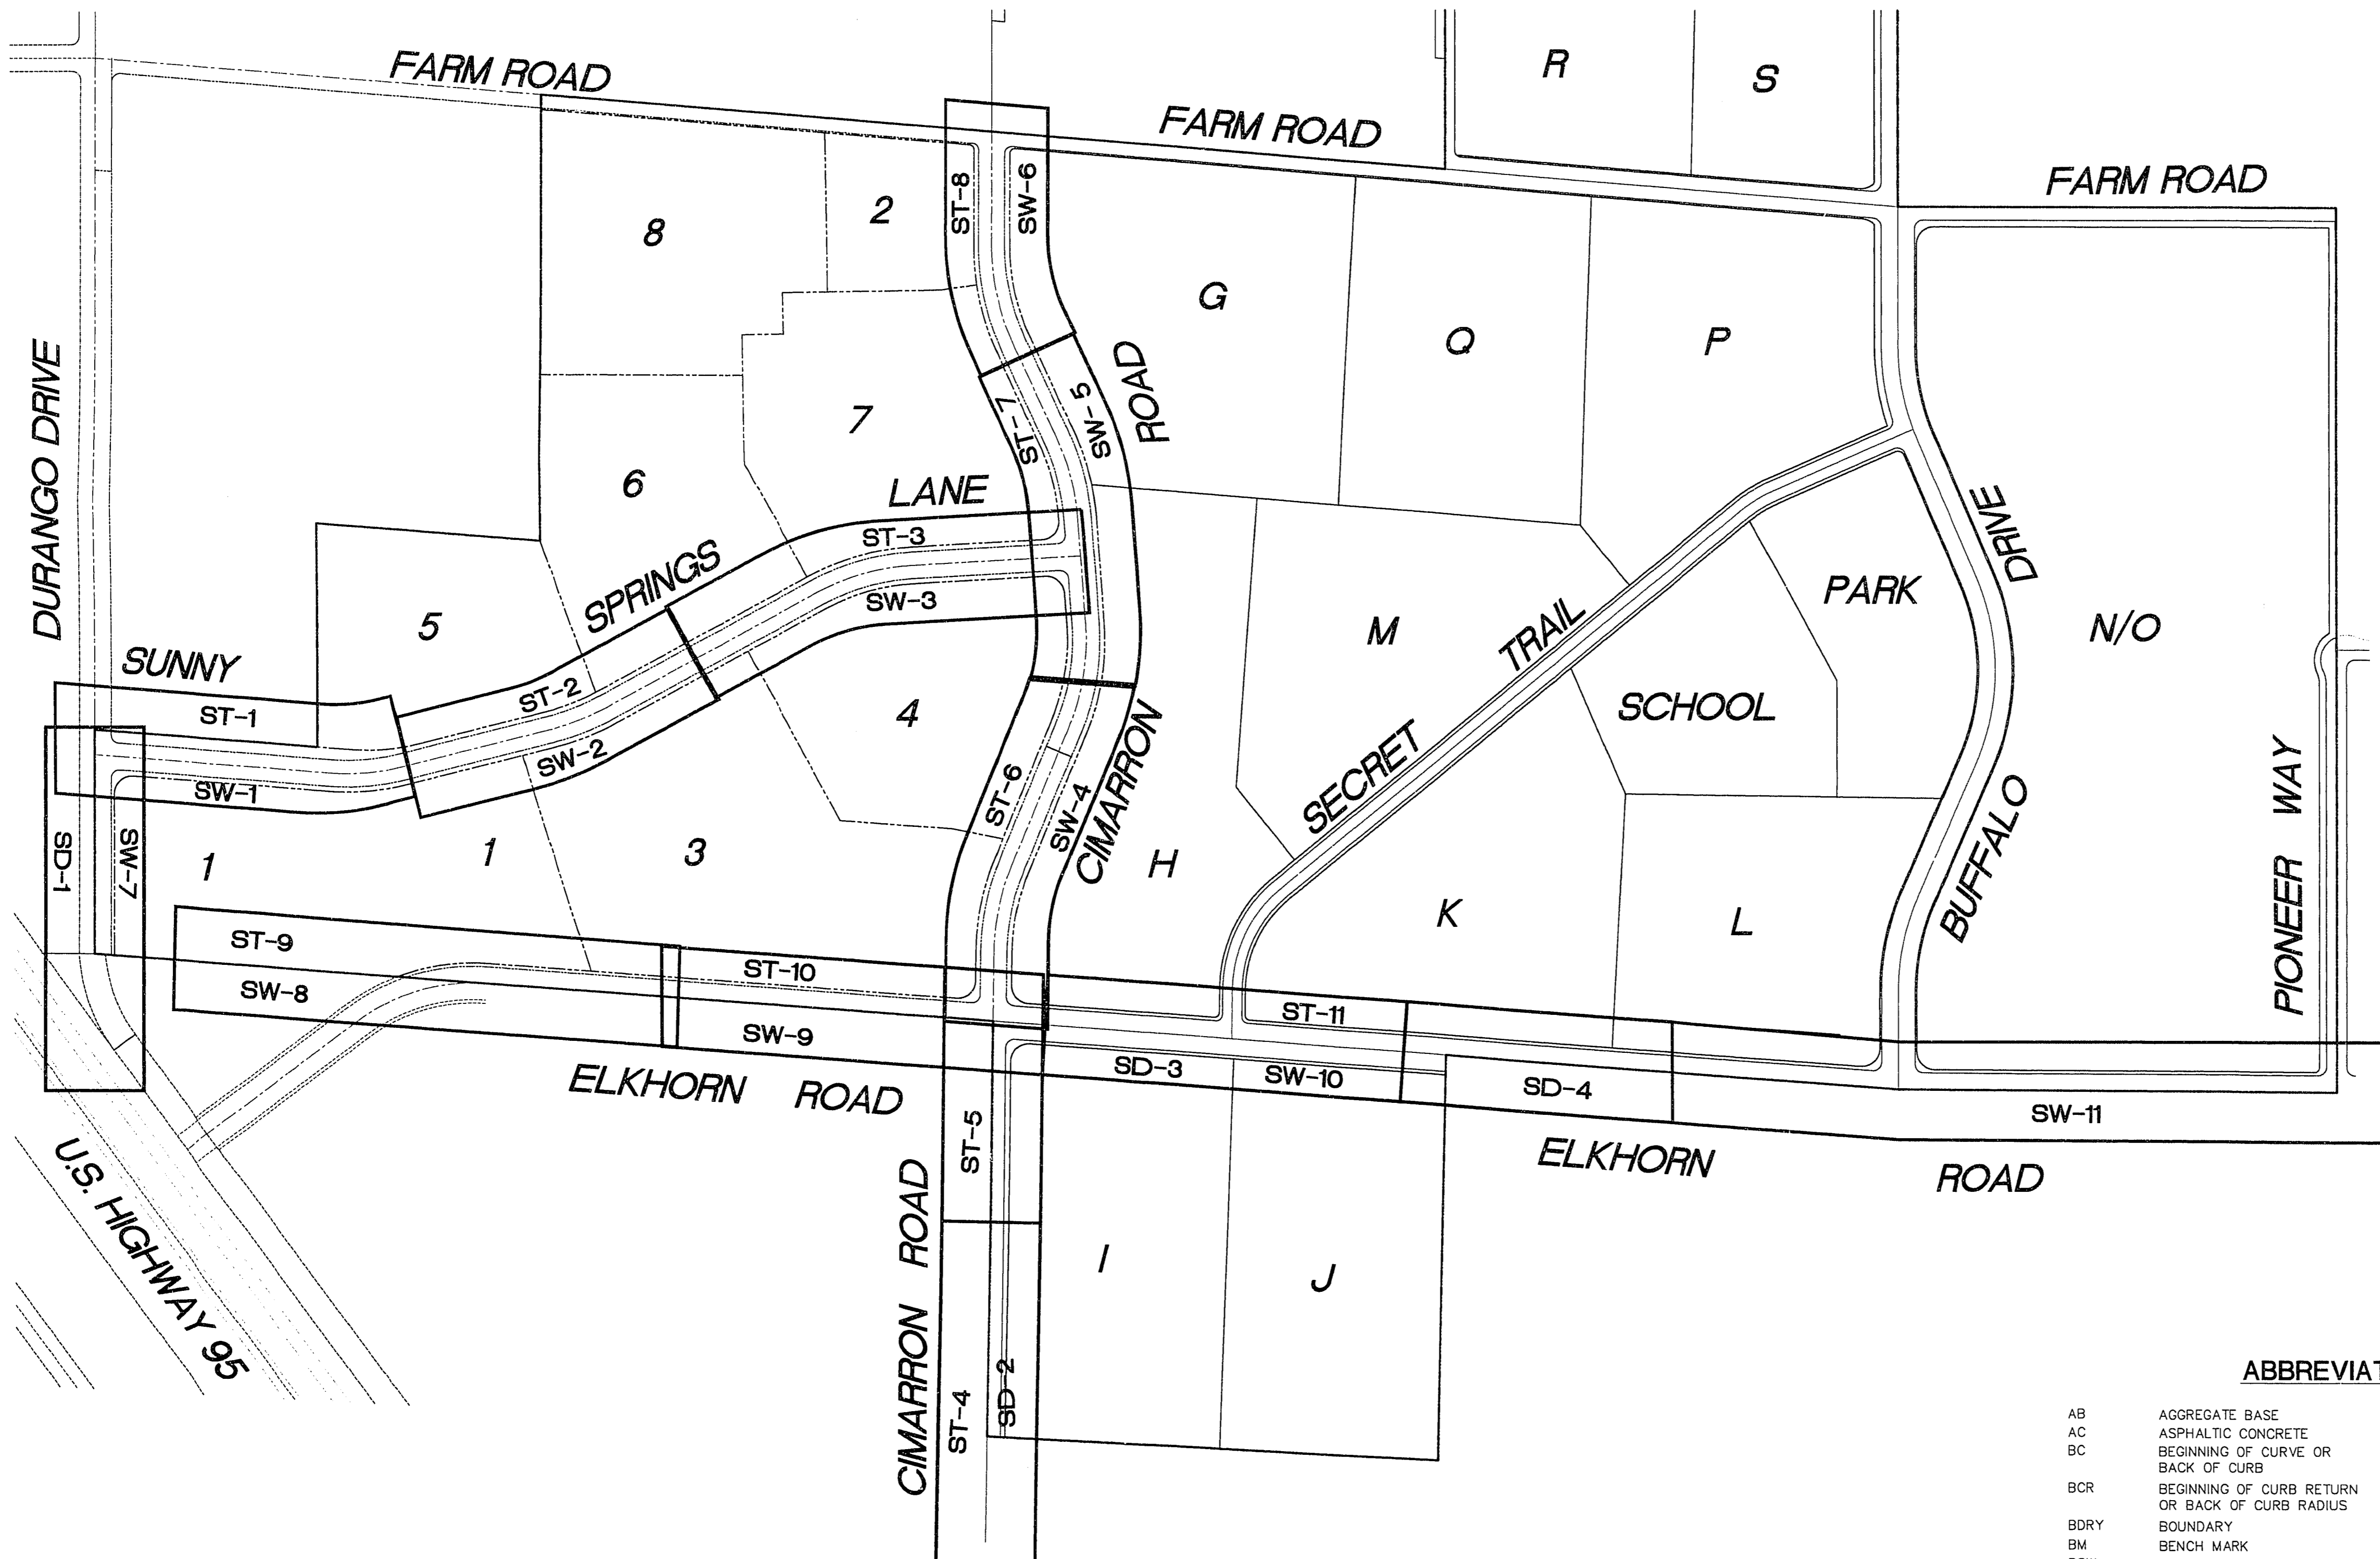 R
S
FARM ROAD
FARM ROAD
FARM ROAD
8
2
ST-8
SW-6
G
Q
P
DURANGO DRIVE
7
ST-7
SW-5
ROAD
6
LANE
ST-3
SW-3
SPRINGS
5
SUNNY
ST-1
ST-2
SW-2
SW-1
4
M
TRAIL
SECRET
PARK
DRIVE
N/O
SCHOOL
ST-6
SW-4
CIMARRON
SD-1
SW-7
1
1
3
H
K
L
BUFFALO
PIONEER WAY
ST-9
SW-8
ST-10
SW-9
ST-11
SD-3
SW-10
SD-4
SW-11
ELKHORN ROAD
ELKHORN ROAD
ST-5
CIMARRON ROAD
ST-4
SD-2
I
J
U.S. HIGHWAY 95
ABBREVIAT
AB AGGREGATE BASE
AC ASPHALTIC CONCRETE
BC BEGINNING OF CURVE OR
BACK OF CURB
BCR BEGINNING OF CURB RETURN
OR BACK OF CURB RADIUS
BDRY BOUNDARY
BM BENCH MARK